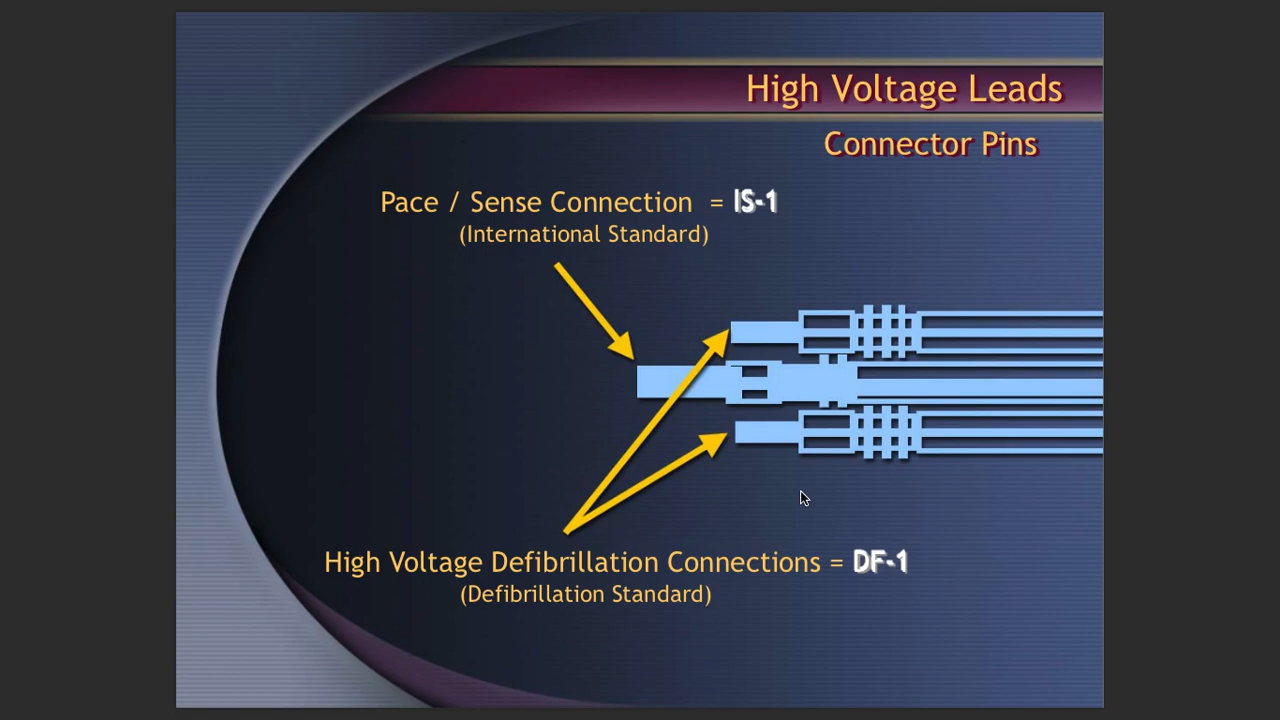 High Voltage Leads
Connector Pins
Pace / Sense Connection = IS-1
(International Standard)
High Voltage Defibrillation Connections = DF-1
(Defibrillation Standard)